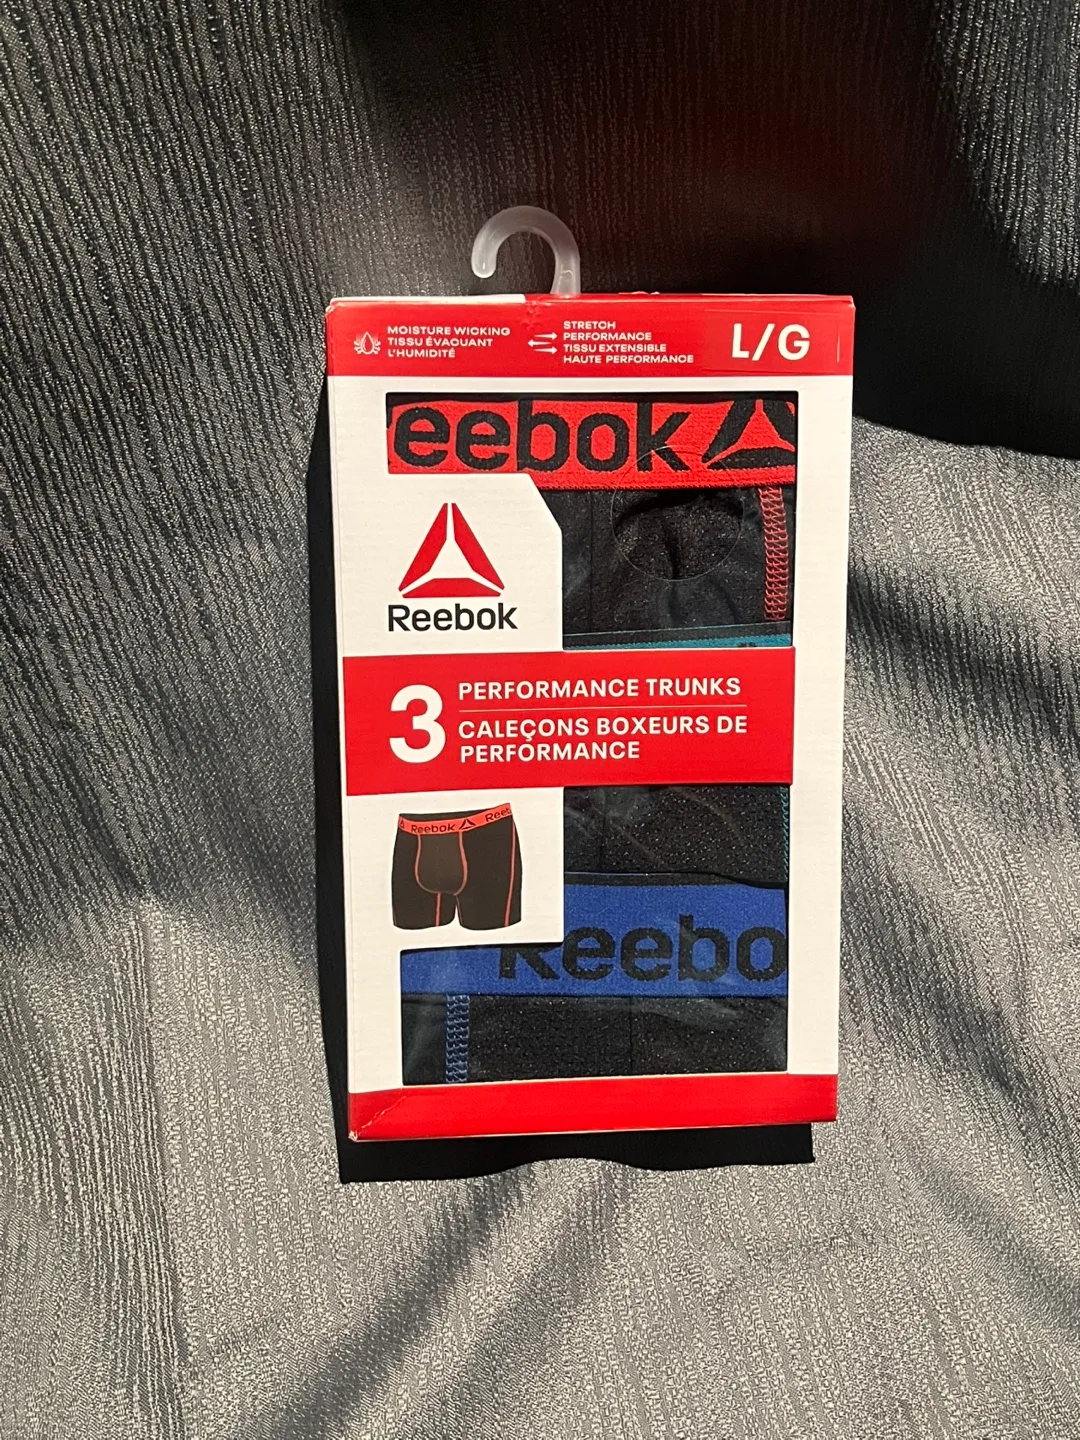 MOISTURE WICKING
TISSU ÉVACUANT
L'HUMIDITÉ
STRETCH
PERFORMANCE
TISSU EXTENSIBLE
HAUTE PERFORMANCE
L/G
eebok
Reebok
3
PERFORMANCE TRUNKS
CALEÇONS BOXEURS DE
PERFORMANCE
Reebok Reeb
Reebo